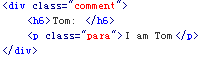 <div class="comment">
<h6>Tom: </h6>
<p class="para">I am Tom</p>
</div>